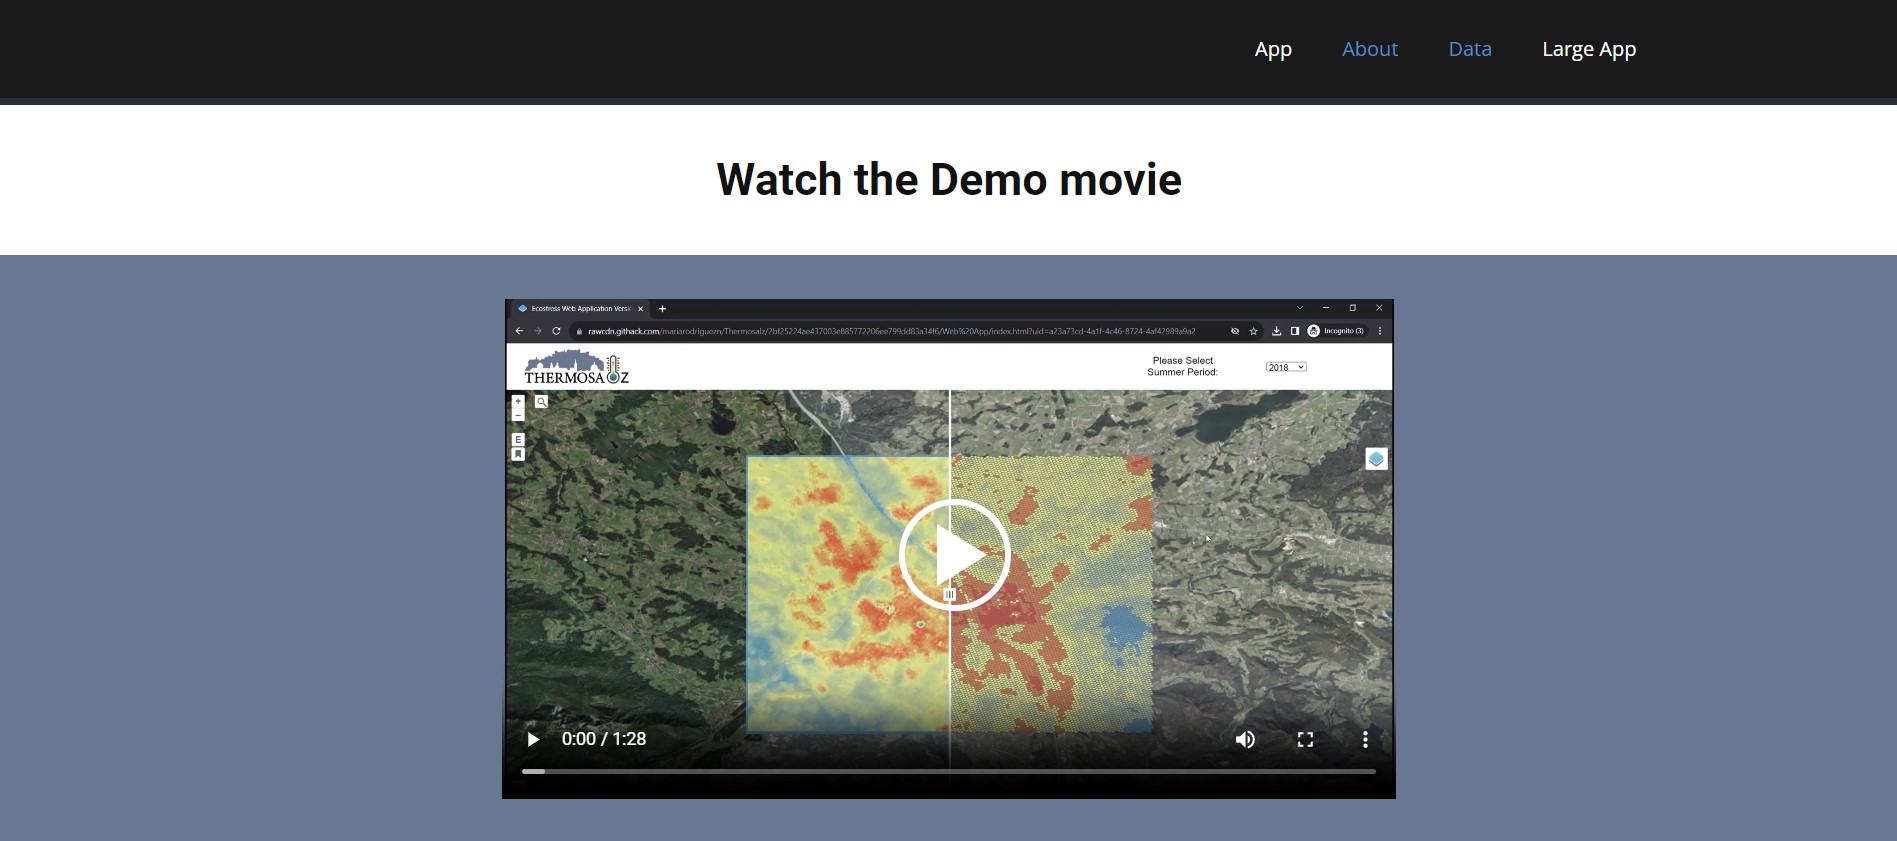 App About Data Large App
Watch the Demo movie
Ecostress Web Application Versi
rawcdn.githack.com/mariarodriguezn/Thermosalz/2bf25224ae437003e885772206ee799dd83a34f6/Web%20App/index.html?uid=a23a73cd-4a1f-4c46-8724-4af42989a9a2
Incognito (3)
THERMOSALZ
Please Select
Summer Period:
2018
E
0:00 / 1:28